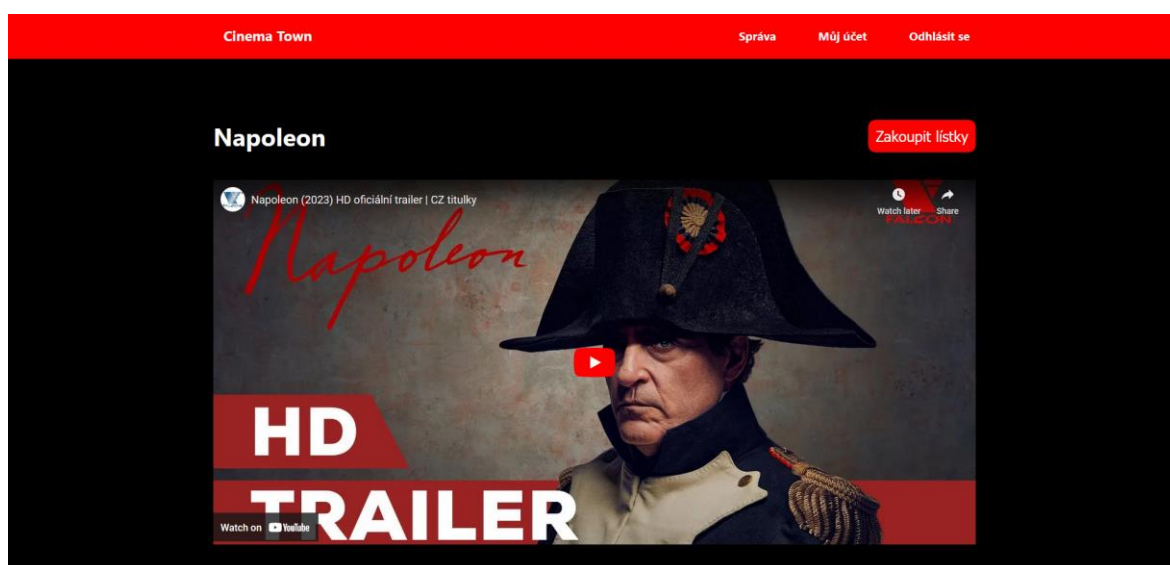 Cinema Town
Správa
Můj účet
Odhlásit se
Napoleon
Zakoupit lístky
Napoleon (2023) HD oficiální trailer | CZ titulky
Watch later
Share
FALCON
Napoleon
HD
TRAILER
Watch on YouTube